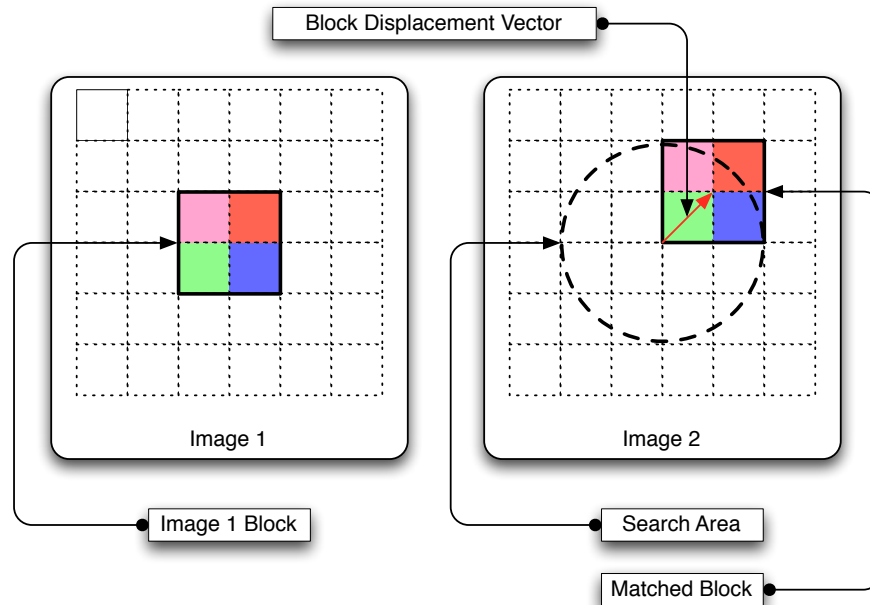 Block Displacement Vector
Image 1
Image 2
Image 1 Block
Search Area
Matched Block